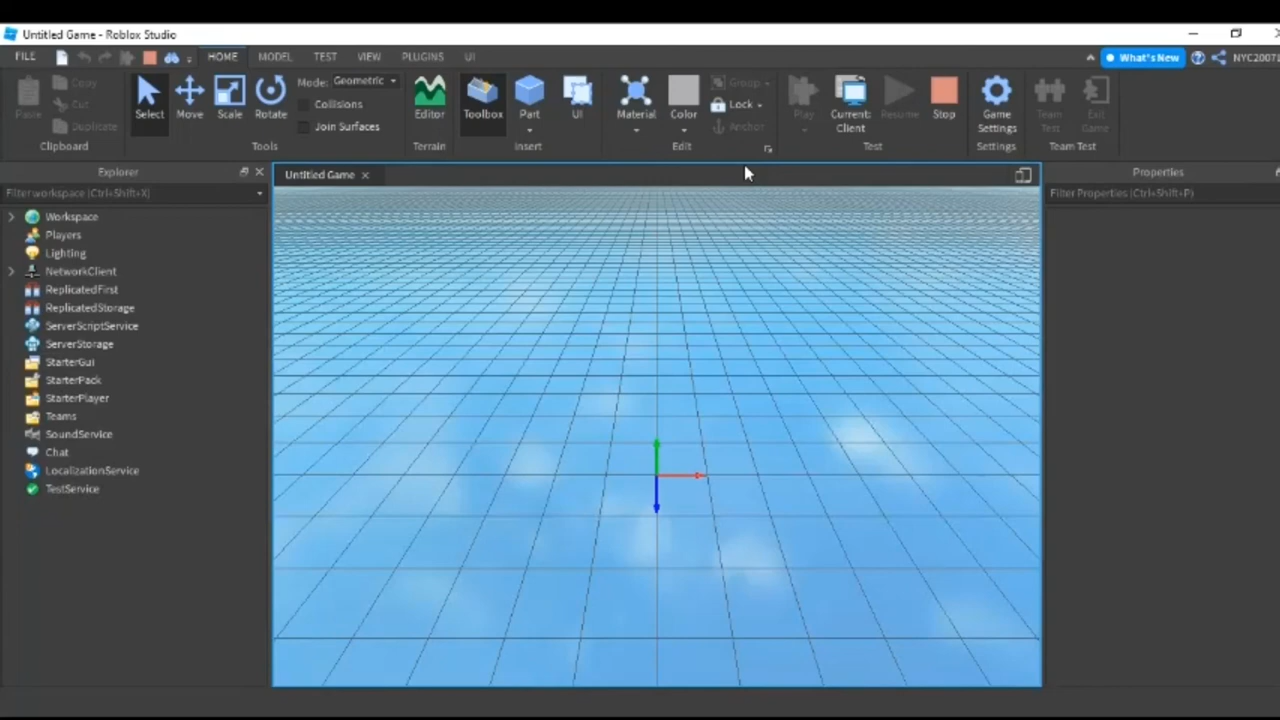 Untitled Game - Roblox Studio
FILE HOME MODEL TEST VIEW PLUGINS UI What's New
Paste Copy Cut Duplicate Clipboard
Select Move Scale Rotate Mode: Geometric Collisions Join Surfaces Tools
Editor Terrain
Toolbox Part UI Insert
Material Color Group Lock Anchor Edit
Play Current: Client Resume Stop Test
Game Settings Settings
Team Test Exit Game Team Test
Explorer
Filter workspace (Ctrl+Shift+X)
Workspace
Players
Lighting
NetworkClient
ReplicatedFirst
ReplicatedStorage
ServerScriptService
ServerStorage
StarterGui
StarterPack
StarterPlayer
Teams
SoundService
Chat
LocalizationService
TestService
Untitled Game
Properties
Filter Properties (Ctrl+Shift+P)